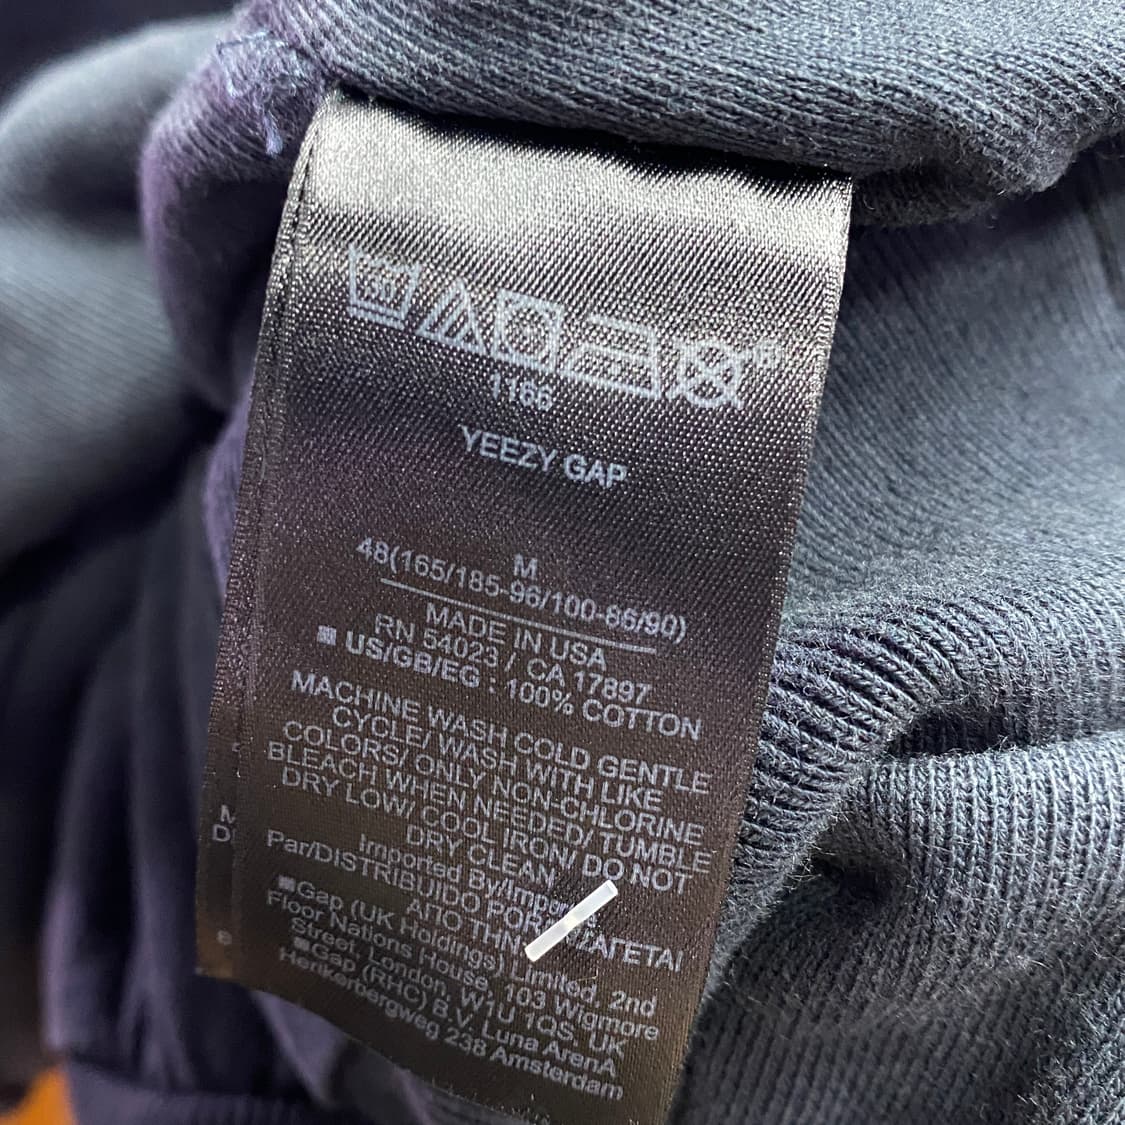 1166
YEEZY GAP
M
48(165/185-96/100-86/90)
MADE IN USA
RN 54023 / CA 17897
US/GB/EG : 100% COTTON
MACHINE WASH COLD GENTLE
CYCLE/ WASH WITH LIKE
COLORS/ ONLY NON-CHLORINE
BLEACH WHEN NEEDED/ TUMBLE
DRY LOW/ COOL IRON/ DO NOT
DRY CLEAN
Imported By/
Par/DISTRIBUIDO POR
ΑΠΟ ΤΗΝ
Gap (UK Holdings) Limited, 2nd
Floor Nations House, 103 Wigmore
Street, London, W1U 1QS, UK
Gap (RHC) B.V. Luna ArenA
Herikerbergweg 238 Amsterdam